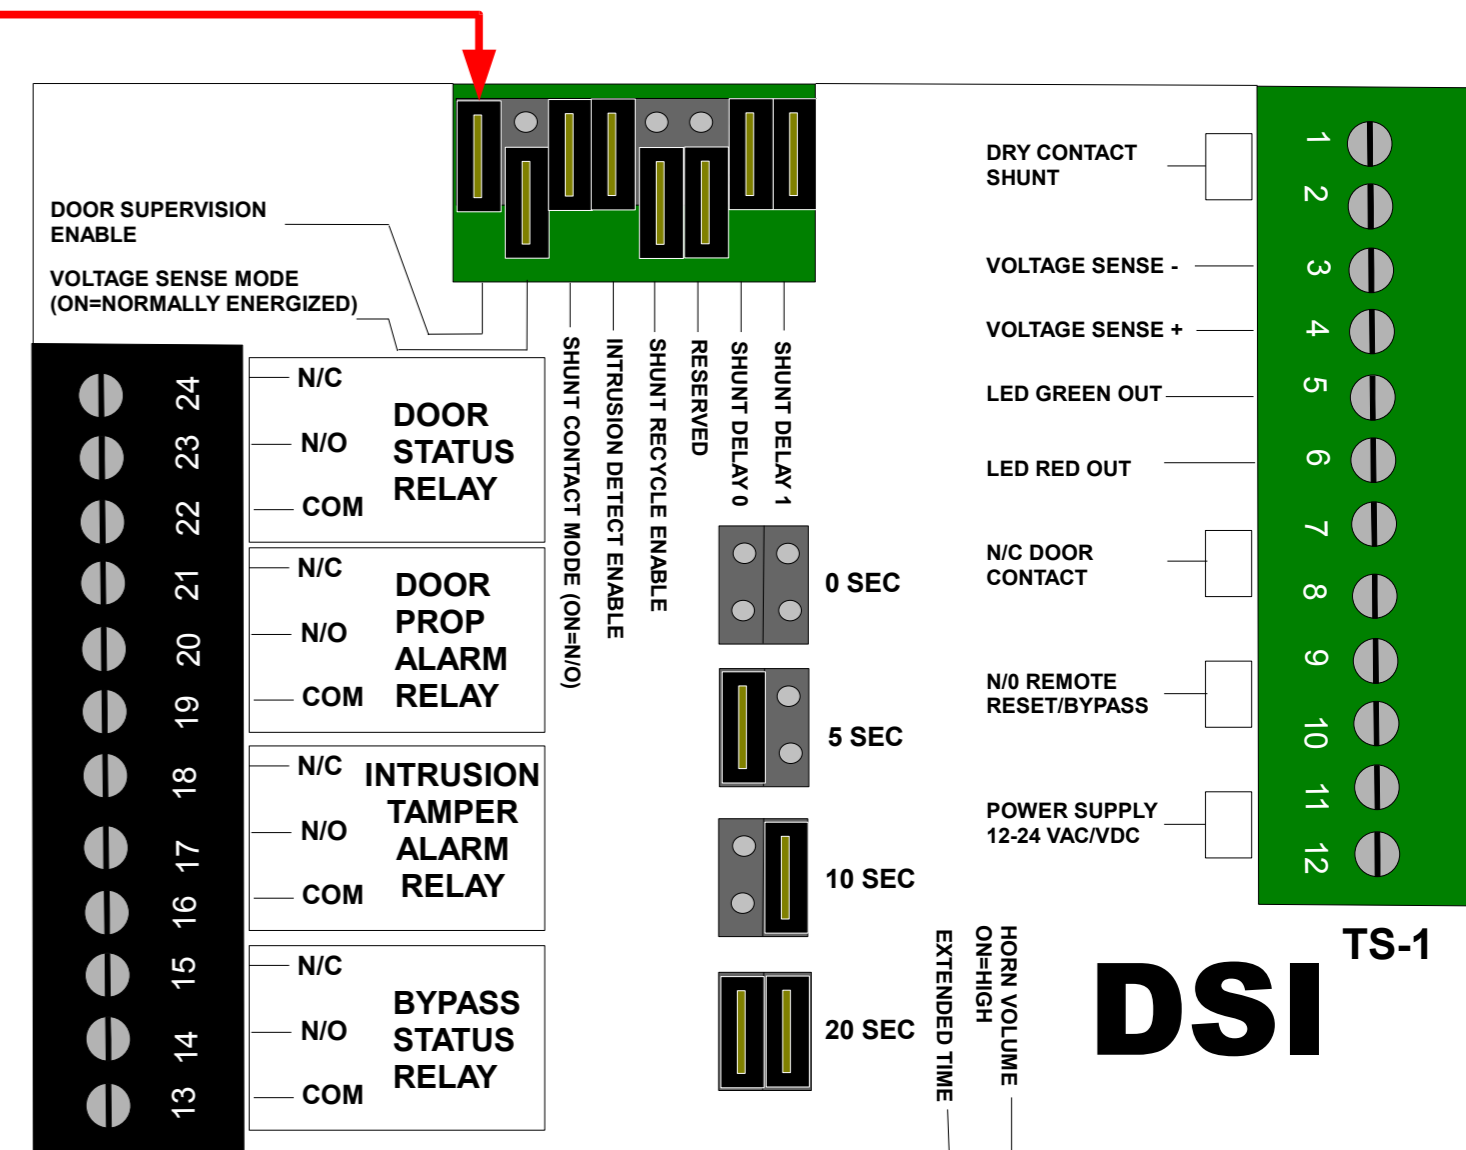 DOOR SUPERVISION
ENABLE
VOLTAGE SENSE MODE
(ON=NORMALLY ENERGIZED)
SHUNT CONTACT MODE (ON=N/O)
INTRUSION DETECT ENABLE
SHUNT RECYCLE ENABLE
RESERVED
SHUNT DELAY 0
SHUNT DELAY 1
24
23
22
21
20
19
18
17
16
15
14
13
N/C
N/O
COM
DOOR
STATUS
RELAY
N/C
N/O
COM
DOOR
PROP
ALARM
RELAY
N/C
N/O
COM
INTRUSION
TAMPER
ALARM
RELAY
N/C
N/O
COM
BYPASS
STATUS
RELAY
0 SEC
5 SEC
10 SEC
20 SEC
DRY CONTACT
SHUNT
VOLTAGE SENSE -
VOLTAGE SENSE +
LED GREEN OUT
LED RED OUT
N/C DOOR
CONTACT
N/0 REMOTE
RESET/BYPASS
POWER SUPPLY
12-24 VAC/VDC
1
2
3
4
5
6
7
8
9
10
11
12
TS-1
EXTENDED TIME
HORN VOLUME
ON=HIGH
DSI